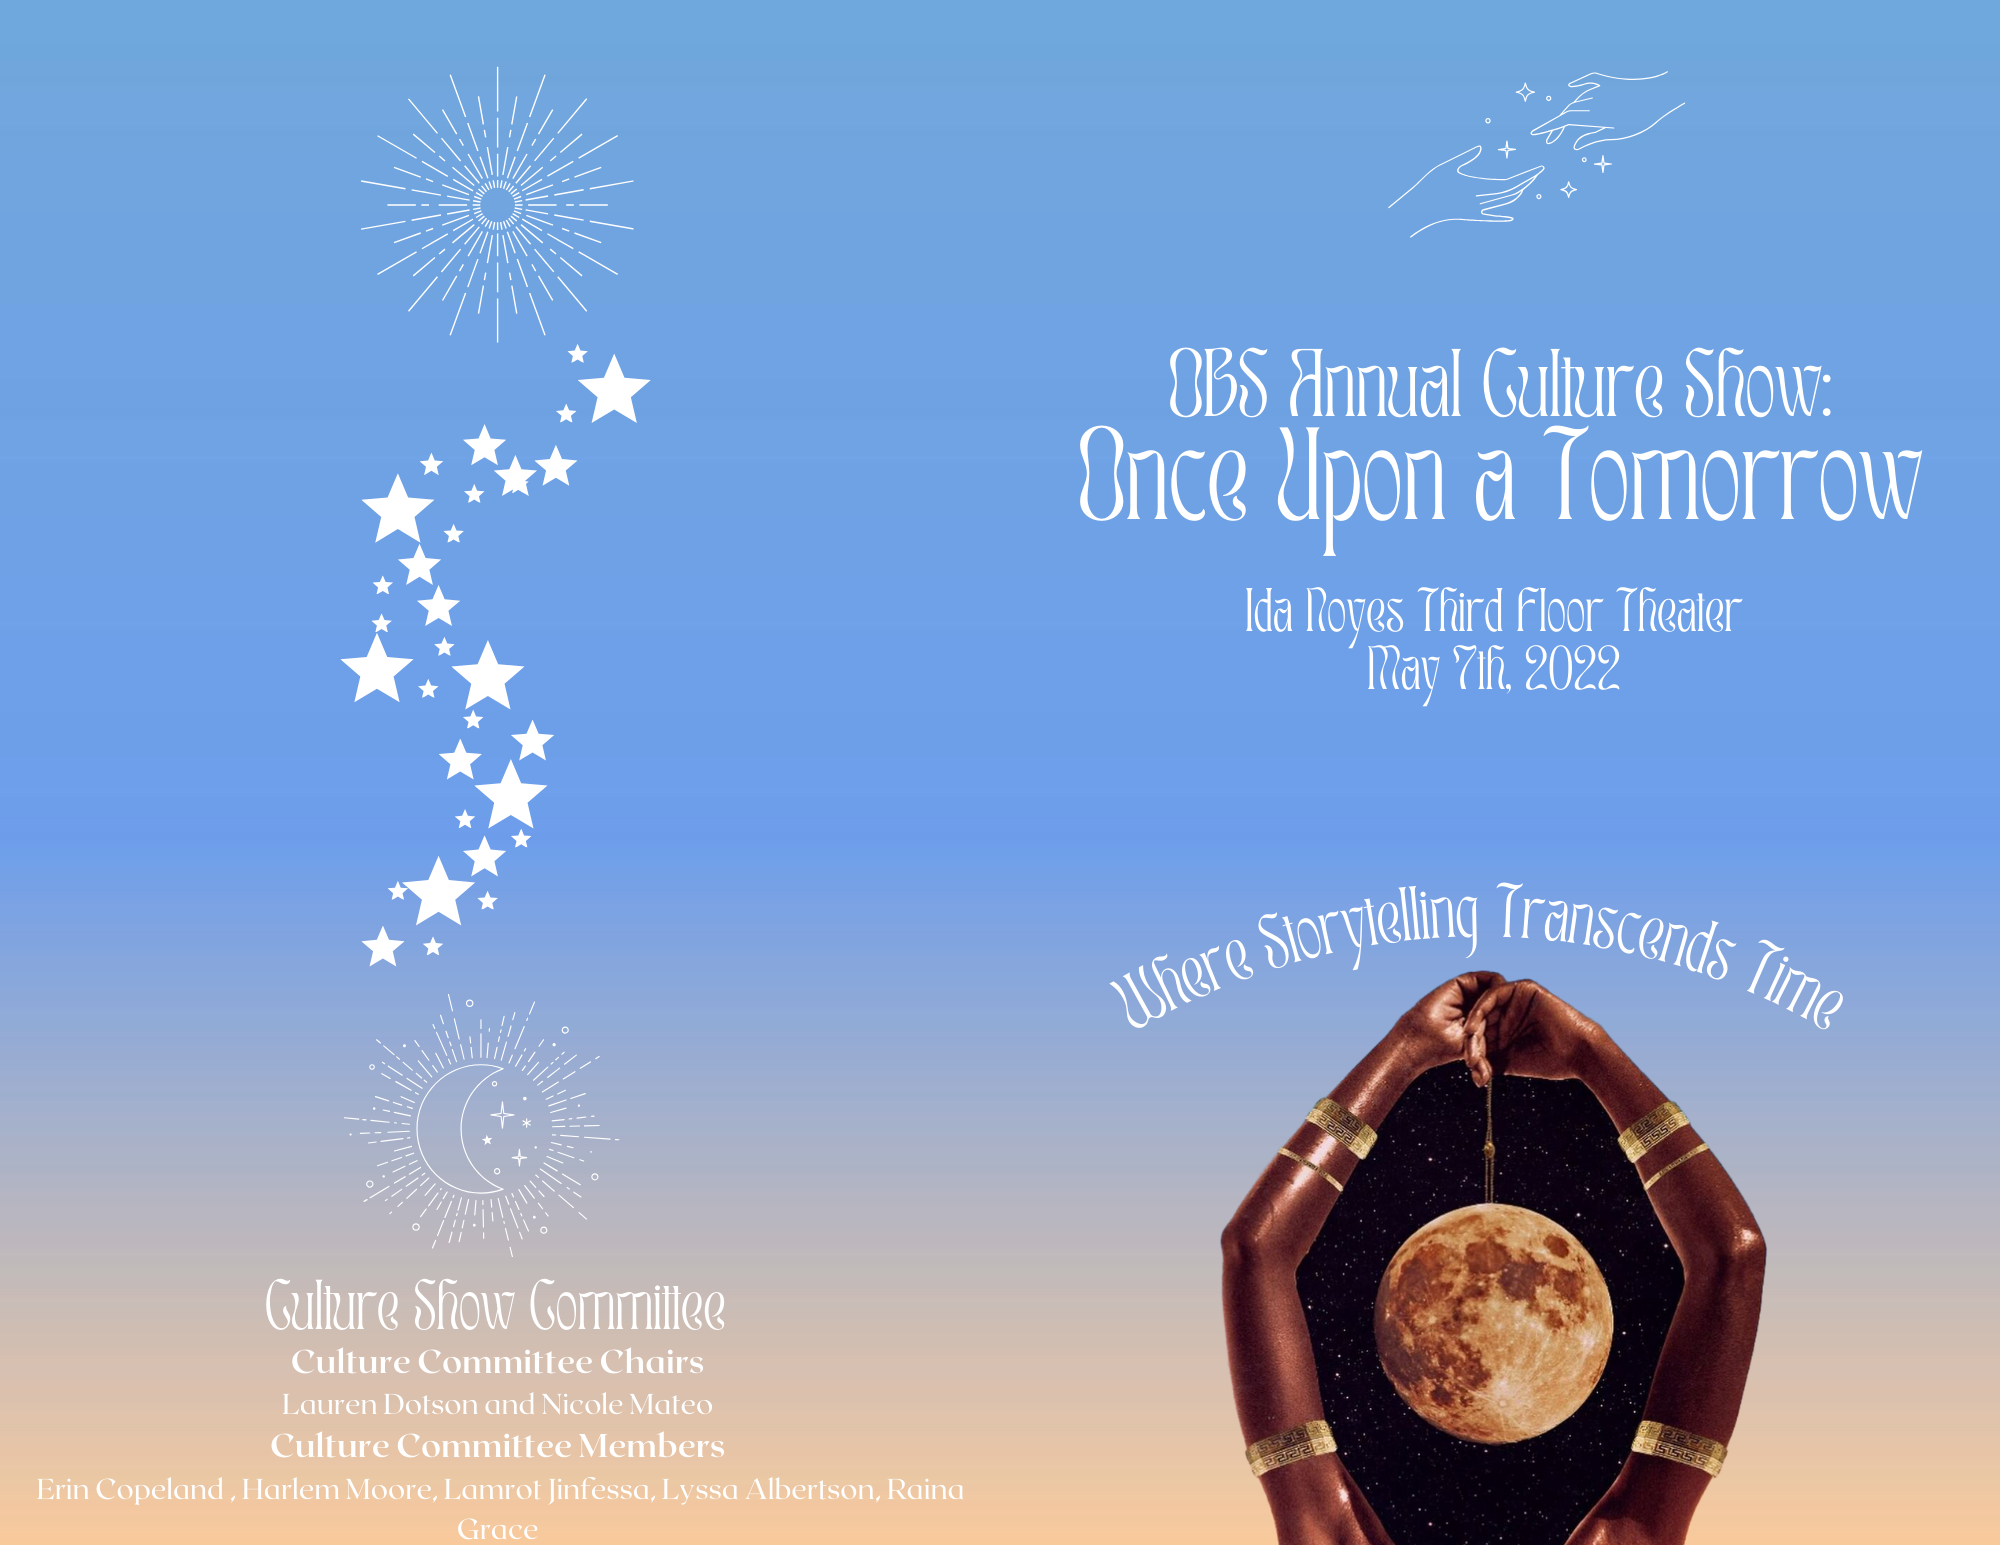 OBS Annual Culture Show:
Once Upon a Tomorrow
Ida Noyes Third Floor Theater
May 7th, 2022
Where Storytelling Transcends Time
Culture Show Committee
Culture Committee Chairs
Lauren Dotson and Nicole Mateo
Culture Committee Members
Erin Copeland , Harlem Moore, Lamrot Jinfessa, Lyssa Albertson, Raina
Grace